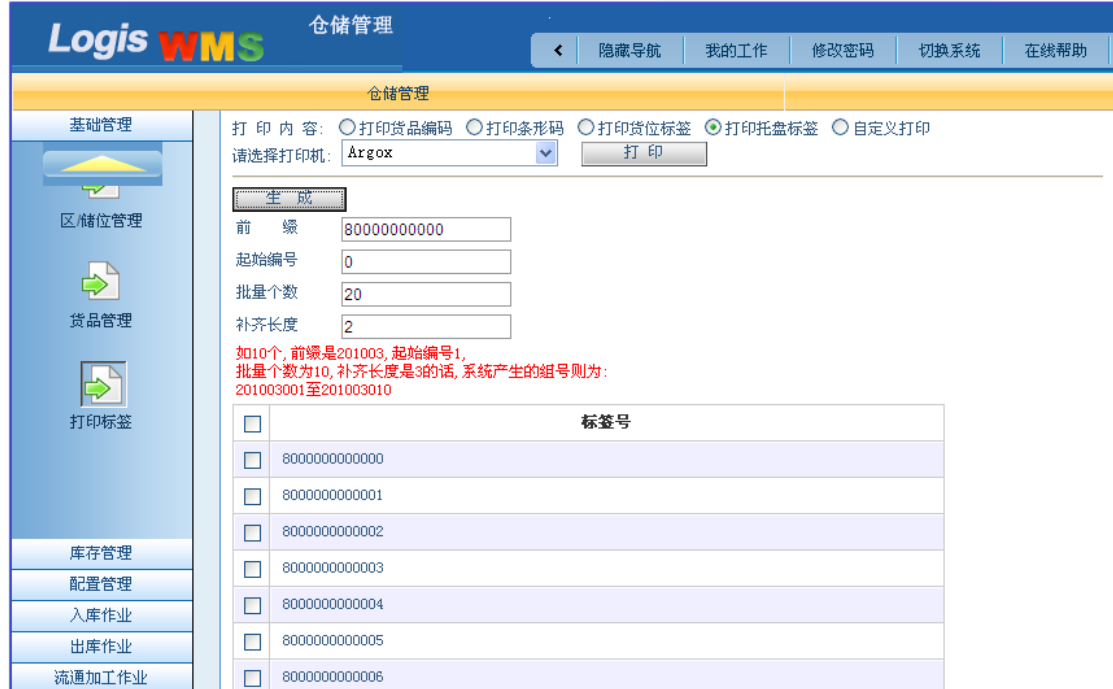 Logis WMS
仓储管理
隐藏导航 我的工作 修改密码 切换系统 在线帮助
仓储管理
基础管理
区/储位管理
货品管理
打印标签
库存管理
配置管理
入库作业
出库作业
流通加工作业
打 印 内 容: 打印货品编码 打印条形码 打印货位标签 打印托盘标签 自定义打印
请选择打印机: Argox 打 印
生 成
前 缀 80000000000
起始编号 0
批量个数 20
补齐长度 2
如10个,前缀是201003,起始编号1,
批量个数为10,补齐长度是3的话,系统产生的组号则为:
201003001至201003010
标签号
8000000000000
8000000000001
8000000000002
8000000000003
8000000000004
8000000000005
8000000000006